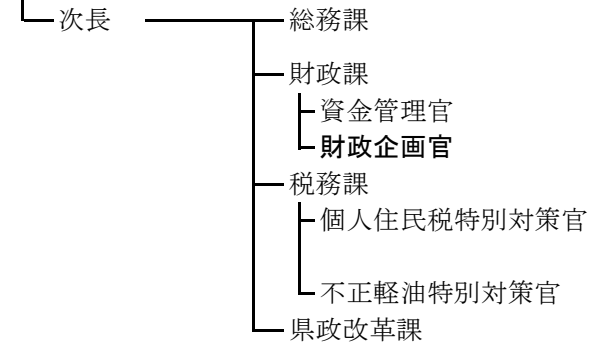 次長 総務課
財政課
資金管理官
財政企画官
税務課
個人住民税特別対策官
不正軽油特別対策官
県政改革課